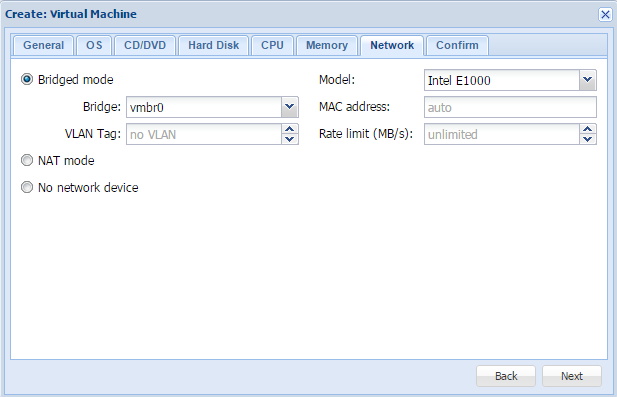 Create: Virtual Machine
General OS CD/DVD Hard Disk CPU Memory Network Confirm
Bridged mode Model: Intel E1000
Bridge: vmbr0 MAC address: auto
VLAN Tag: no VLAN Rate limit (MB/s): unlimited
NAT mode
No network device
Back Next